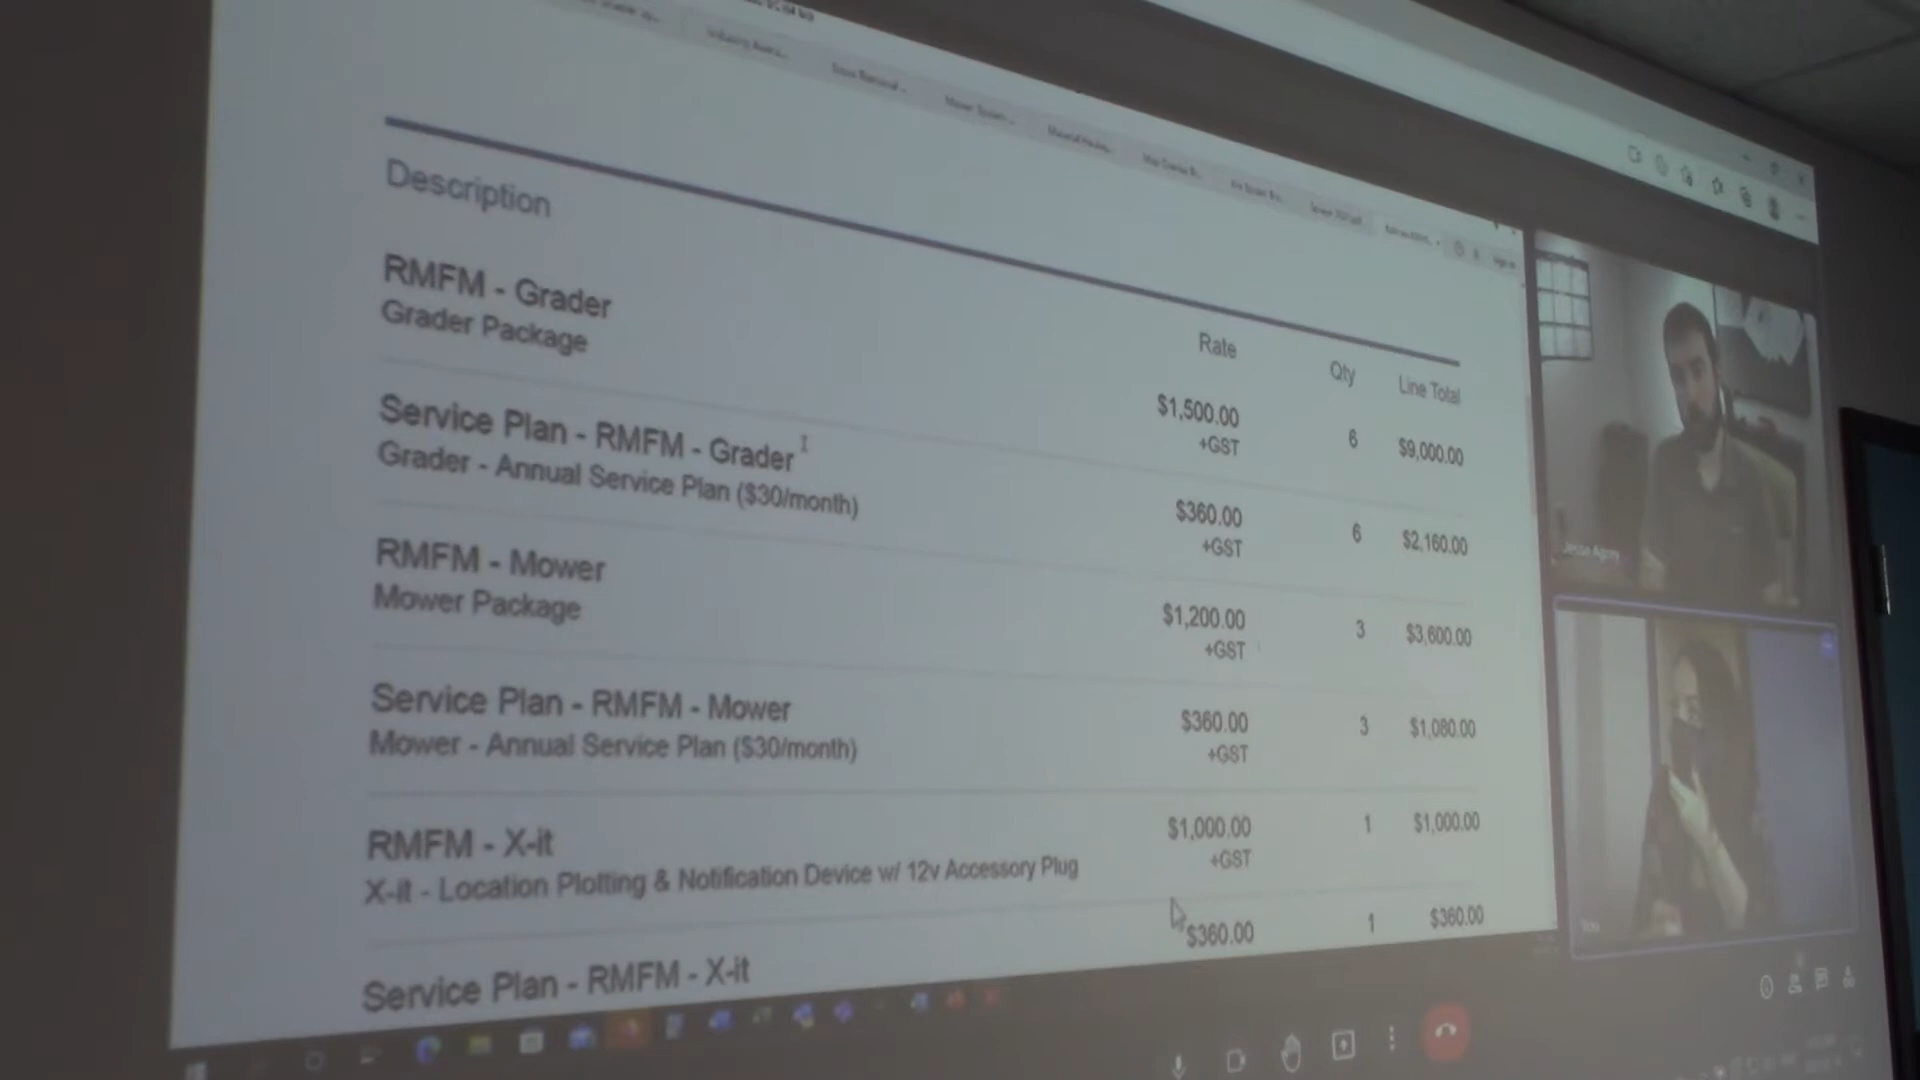 Description
Rate
Qty
Line Total
RMFM - Grader
Grader Package
$1,500.00
+GST
6
$9,000.00
Service Plan - RMFM - Grader
Grader - Annual Service Plan ($30/month)
$360.00
+GST
6
$2,160.00
RMFM - Mower
Mower Package
$1,200.00
+GST
3
$3,600.00
Service Plan - RMFM - Mower
Mower - Annual Service Plan ($30/month)
$360.00
+GST
3
$1,080.00
RMFM - X-it
X-it - Location Plotting & Notification Device w/ 12v Accessory Plug
$1,000.00
+GST
1
$1,000.00
Service Plan - RMFM - X-it
$360.00
1
$360.00